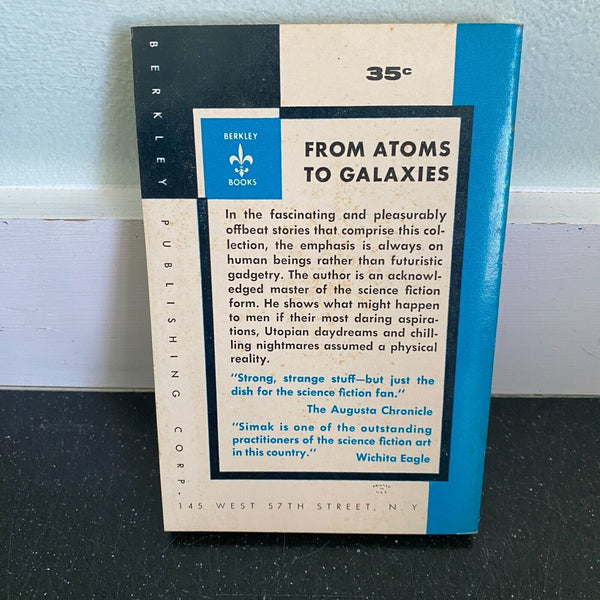 BERKLEY PUBLISHING CORP.
35c
BERKLEY
BOOKS
FROM ATOMS
TO GALAXIES
In the fascinating and pleasurably
offbeat stories that comprise this col-
lection, the emphasis is always on
human beings rather than futuristic
gadgetry. The author is an acknowl-
edged master of the science fiction
form. He shows what might happen
to men if their most daring aspira-
tions, Utopian daydreams and chill-
ling nightmares assumed a physical
reality.
"Strong, strange stuff—but just the
dish for the science fiction fan."
The Augusta Chronicle
"Simak is one of the outstanding
practitioners of the science fiction art
in this country."
Wichita Eagle
PRINTED
IN
U.S.A.
145 WEST 57TH STREET, N.Y.